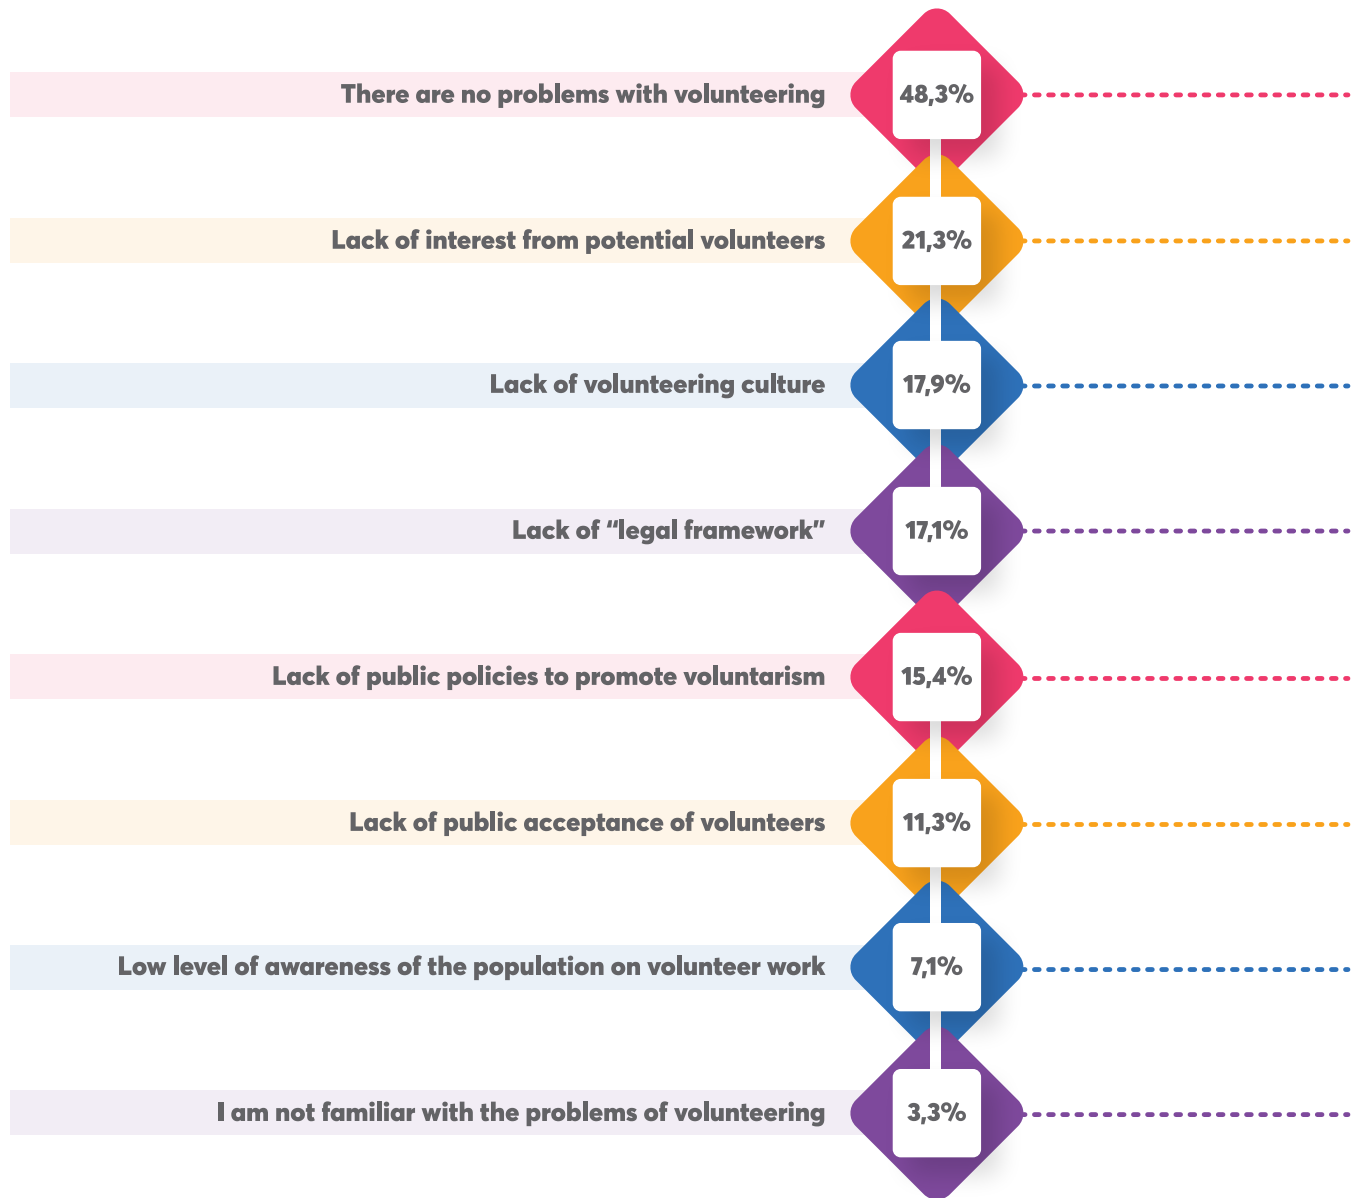 There are no problems with volunteering 48,3%
Lack of interest from potential volunteers 21,3%
Lack of volunteering culture 17,9%
Lack of “legal framework” 17,1%
Lack of public policies to promote voluntarism 15,4%
Lack of public acceptance of volunteers 11,3%
Low level of awareness of the population on volunteer work 7,1%
I am not familiar with the problems of volunteering 3,3%